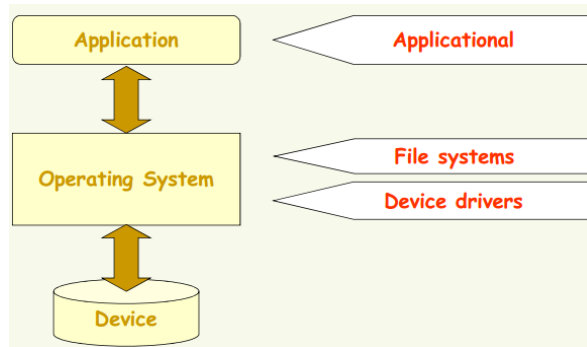 Application
Applicational
Operating System
File systems
Device drivers
Device